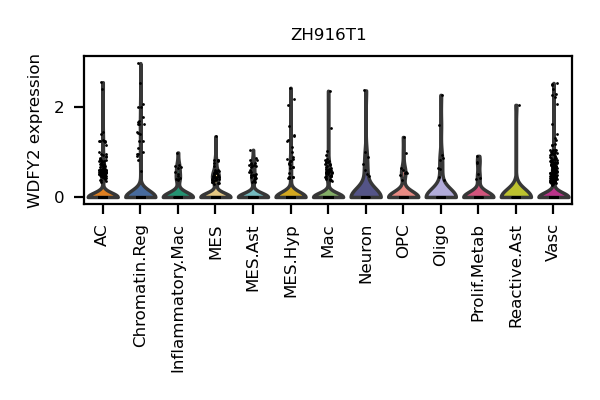 ZH916T1
WDFY2 expression
2
0
AC
Chromatin.Reg
Inflammatory.Mac
MES
MES.Ast
MES.Hyp
Mac
Neuron
OPC
Oligo
Prolif.Metab
Reactive.Ast
Vasc